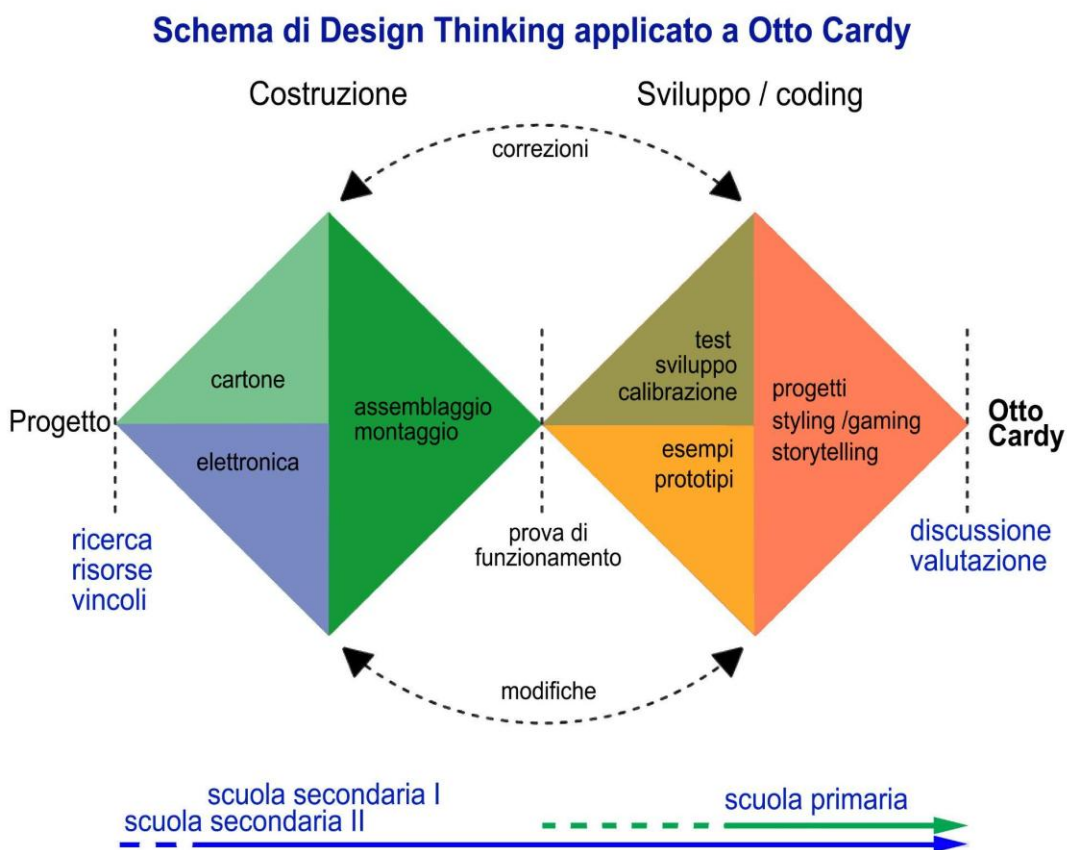 Schema di Design Thinking applicato a Otto Cardy
Costruzione
Sviluppo / coding
correzioni
cartone
elettronica
assemblaggio
montaggio
test
sviluppo
calibrazione
esempi
prototipi
progetti
styling /gaming
storytelling
Progetto
Otto
Cardy
ricerca
risorse
vincoli
prova di
funzionamento
discussione
valutazione
modifiche
scuola secondaria I
scuola secondaria II
scuola primaria